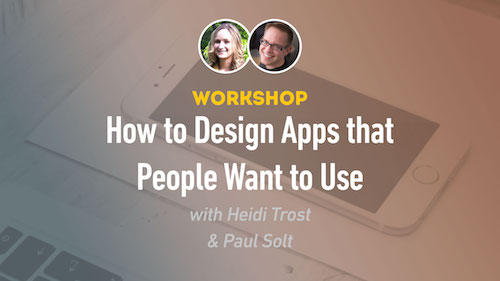 WORKSHOP
How to Design Apps that
People Want to Use
with Heidi Trost
& Paul Solt